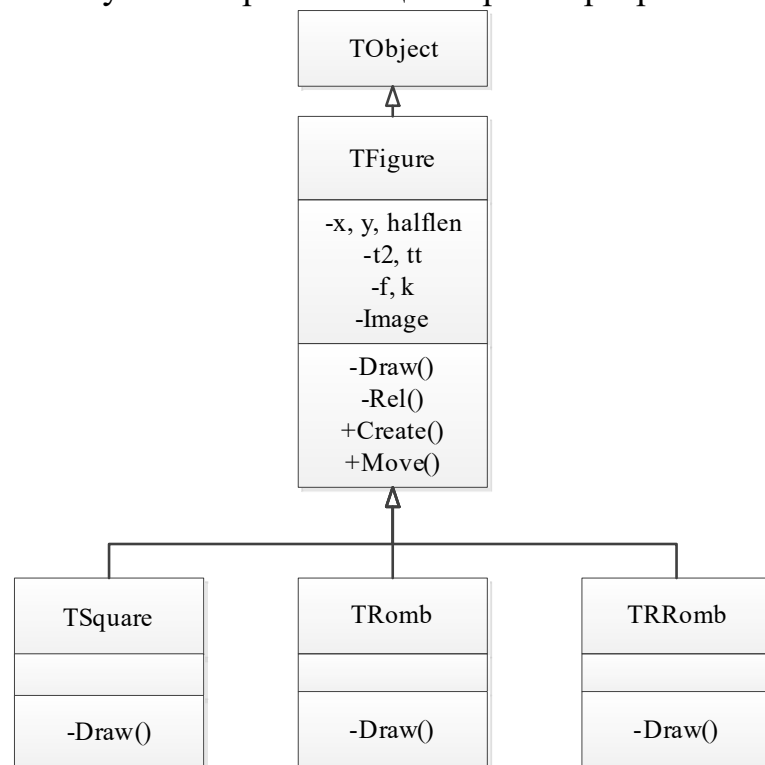 TObject
TFigure
-x, y, halflen
-t2, tt
-f, k
-Image
-Draw()
-Rel()
+Create()
+Move()
TSquare
TRomb
TRRomb
-Draw()
-Draw()
-Draw()